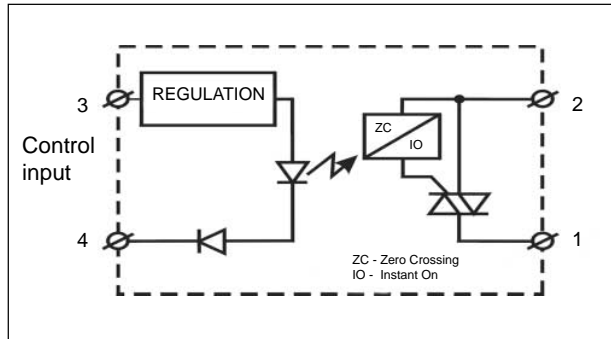 REGULATION
3
2
ZC
IO
Control
input
4
1
ZC - Zero Crossing
IO - Instant On